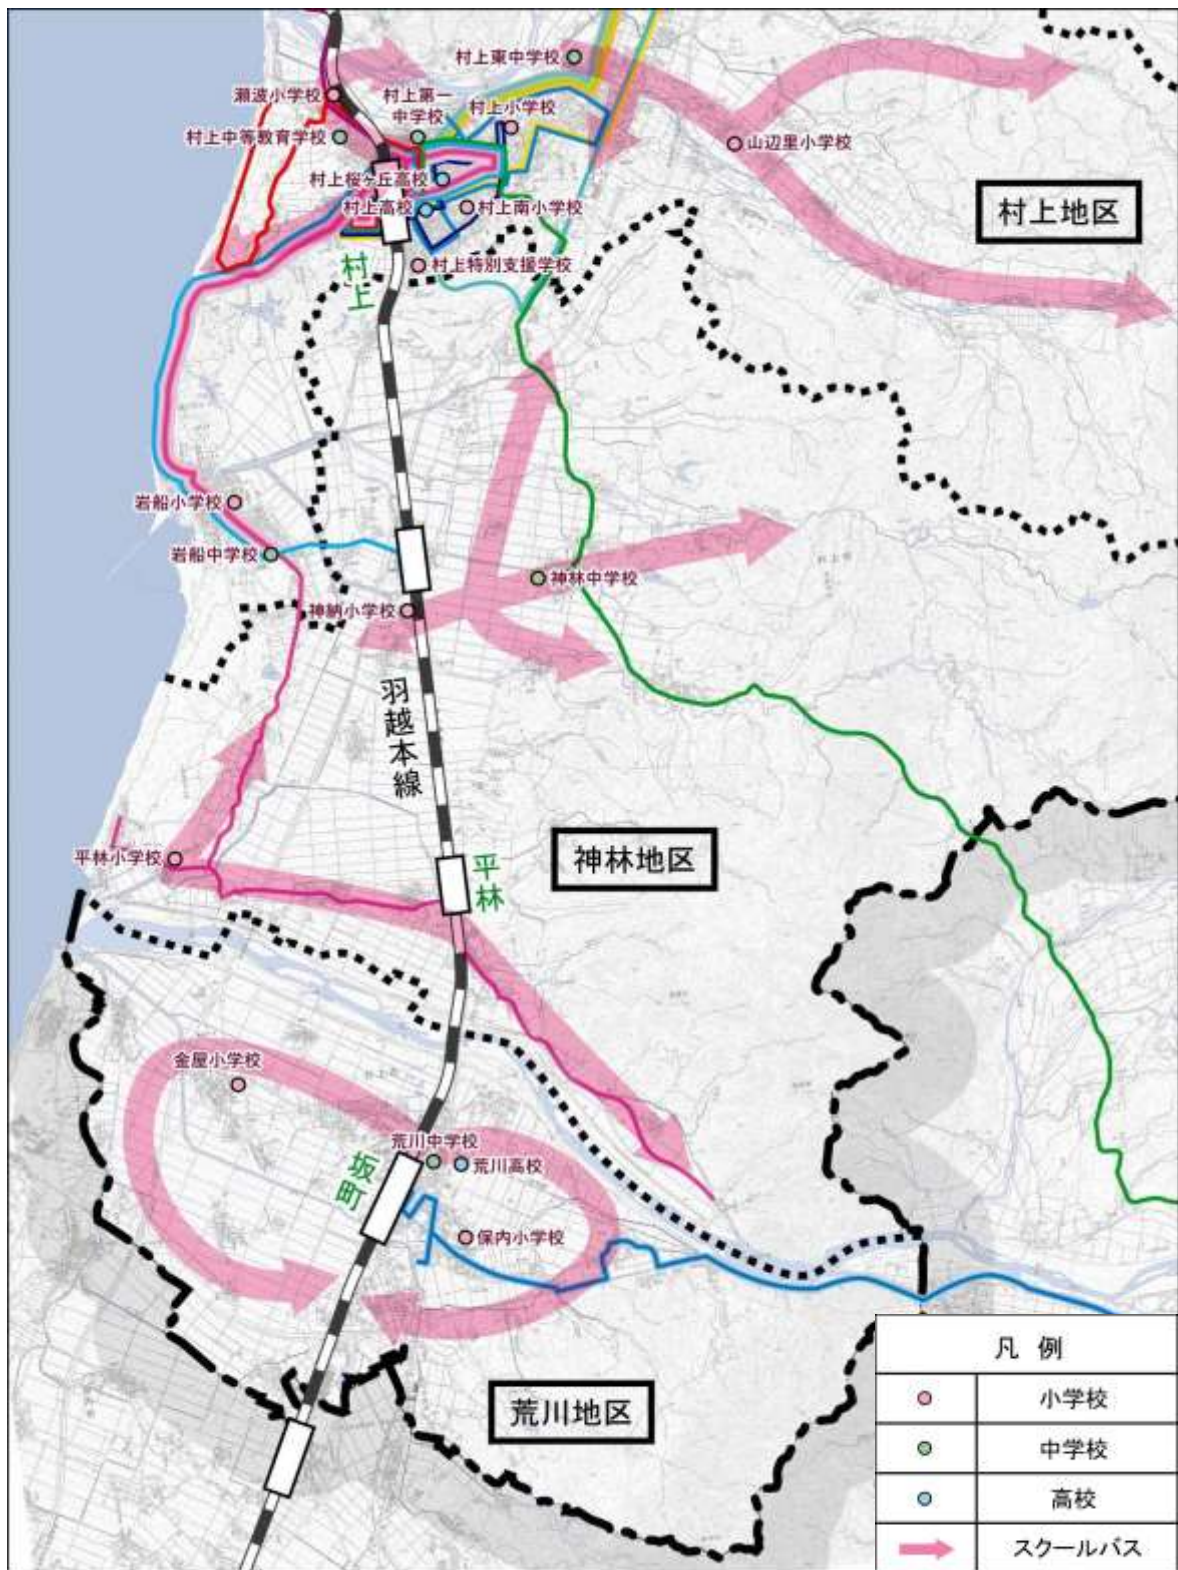 村上東中学校
瀬波小学校
村上第一
中学校
村上小学校
村上中等教育学校
山辺里小学校
村上桜ヶ丘高校
村上高校
村上南小学校
村上地区
村上
村上特別支援学校
岩船小学校
岩船中学校
神林中学校
神納小学校
羽越本線
平林小学校
平林
神林地区
金屋小学校
荒川中学校
荒川高校
坂町
保内小学校
荒川地区
凡 例
小学校
中学校
高校
スクールバス